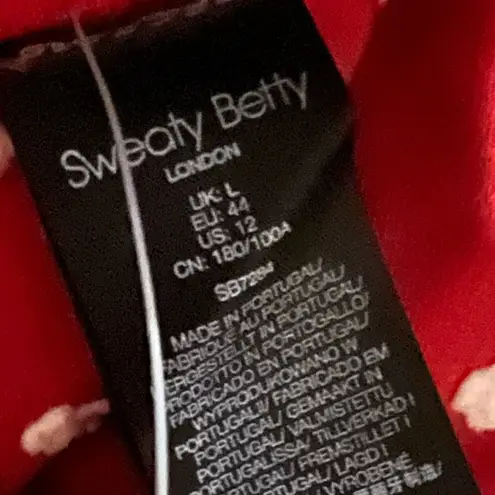 Sweaty Betty
LONDON
UK: L
EU: 44
US: 12
CN: 180/100A
SB7294
MADE IN PORTUGAL/
FABRIQUÉ AU PORTUGAL/
ERGESTELLT IN PORTUGAL/
PRODOTTO IN PORTOGALLO/
FABRICADO EN PORTUGAL/
WYPRODUKOWANO W
PORTUGALII/ FABRICADO EM
PORTUGAL/ GEMAAKT IN
PORTUGAL/ VALMISTETTU
PORTUGALISSA/ TILLVERKAD I
PORTUGAL/ FREMSTILLET I
PORTUGAL/ LAGD I
VYROBENÉ